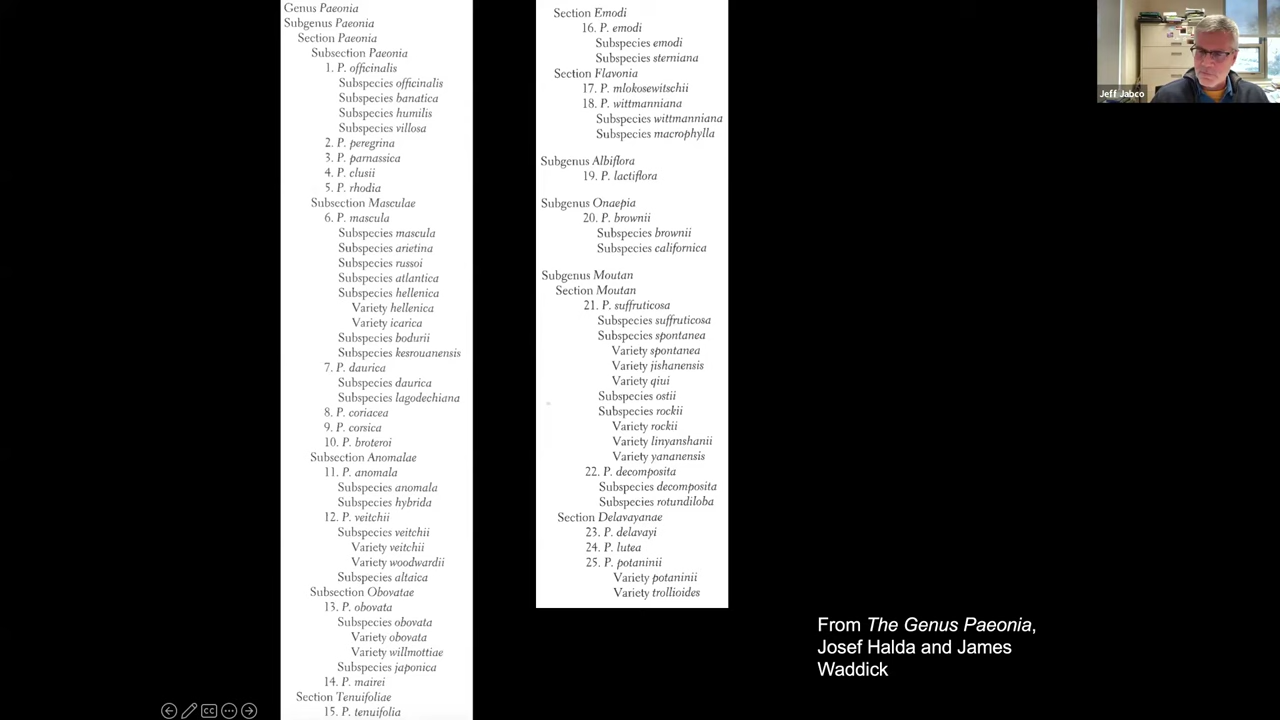 Genus Paeonia
Subgenus Paeonia
Section Paeonia
Subsection Paeonia
1. P. officinalis
Subspecies officinalis
Subspecies banatica
Subspecies humilis
Subspecies villosa
2. P. peregrina
3. P. parnassica
4. P. clusii
5. P. rhodia
Subsection Masculae
6. P. mascula
Subspecies mascula
Subspecies arietina
Subspecies russoi
Subspecies atlantica
Subspecies hellenica
Variety hellenica
Variety icarica
Subspecies bodurii
Subspecies kesrouanensis
7. P. daurica
Subspecies daurica
Subspecies lagodechiana
8. P. coriacea
9. P. corsica
10. P. broteroi
Subsection Anomalae
11. P. anomala
Subspecies anomala
Subspecies hybrida
12. P. veitchii
Subspecies veitchii
Variety veitchii
Variety woodwardii
Subspecies altaica
Subsection Obovatae
13. P. obovata
Subspecies obovata
Variety obovata
Variety willmottiae
Subspecies japonica
14. P. mairei
Section Tenuifoliae
15. P. tenuifolia
Section Emodi
16. P. emodi
Subspecies emodi
Subspecies sterniana
Section Flavonia
17. P. mlokosewitschii
18. P. wittmanniana
Subspecies wittmanniana
Subspecies macrophylla
Subgenus Albiflora
19. P. lactiflora
Subgenus Onaepia
20. P. brownii
Subspecies brownii
Subspecies californica
Subgenus Moutan
Section Moutan
21. P. suffruticosa
Subspecies suffruticosa
Subspecies spontanea
Variety spontanea
Variety jishanensis
Variety qiui
Subspecies ostii
Subspecies rockii
Variety rockii
Variety linyanshanii
Variety yananensis
22. P. decomposita
Subspecies decomposita
Subspecies rotundiloba
Section Delavayanae
23. P. delavayi
24. P. lutea
25. P. potaninii
Variety potaninii
Variety trollioides
From The Genus Paeonia,
Josef Halda and James
Waddick
Jeff Jabco